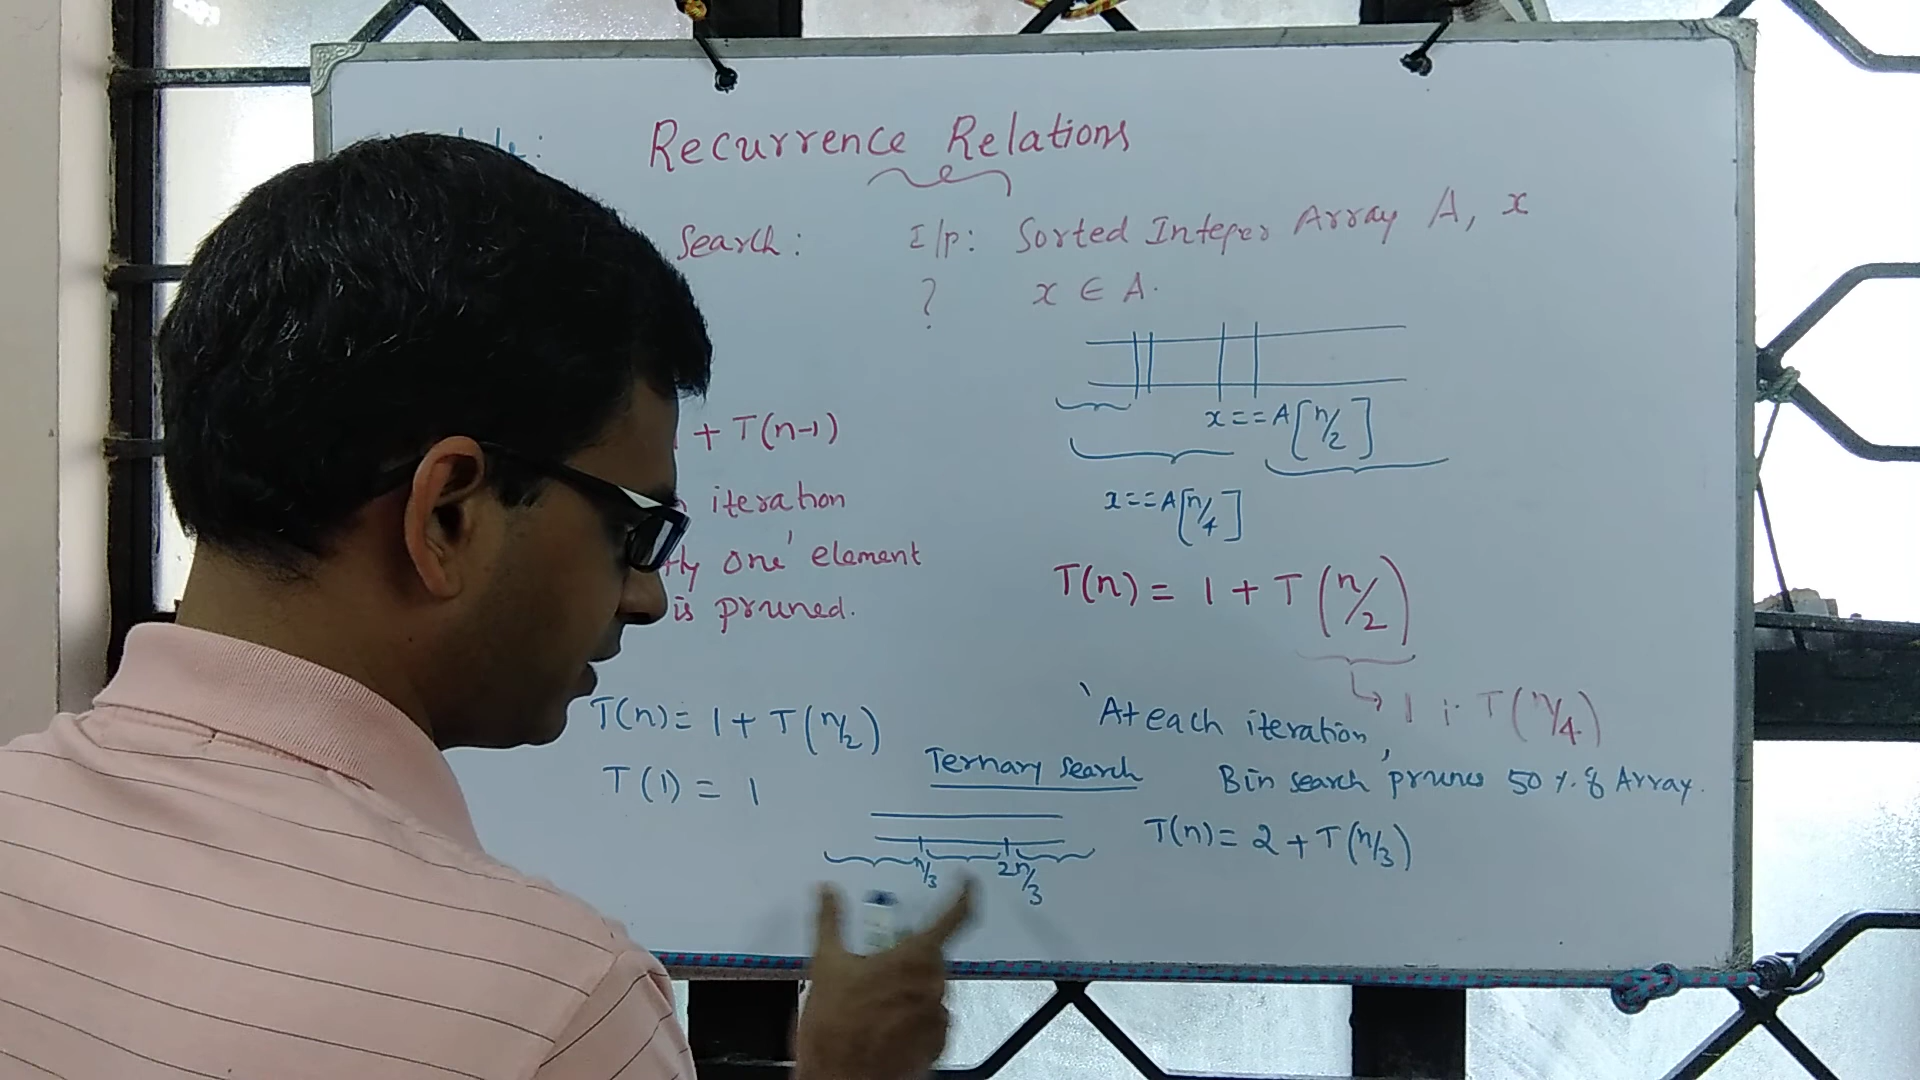 Recurrence Relations
Search: I/p: Sorted Integer Array A, x
? x ∈ A.
+ T(n-1)
x == A[n/2]
iteration
x == A[n/4]
one' element
is pruned.
T(n) = 1 + T(n/2)
T(n/4)
T(n) = 1 + T(n/2)
T(1) = 1
'At each iteration,
Bin search' prunes 50 % of Array.
Ternary Search
T(n) = 2 + T(n/3)
n/3 2n/3